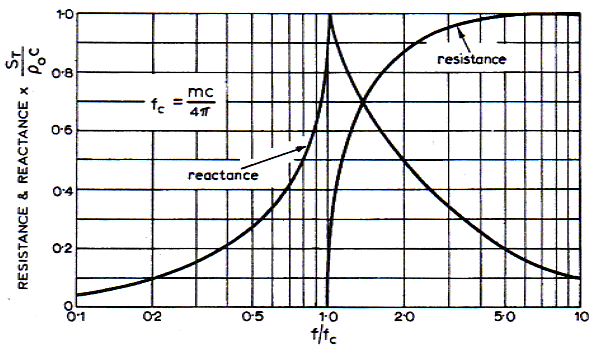 RESISTANCE & REACTANCE × S_T/ρ₀c
1·0
0·8
0·6
0·4
0·2
0
f_c = mc/4π
resistance
reactance
0·1 0·2 0·5 1·0 2·0 5·0 10
f/f_c